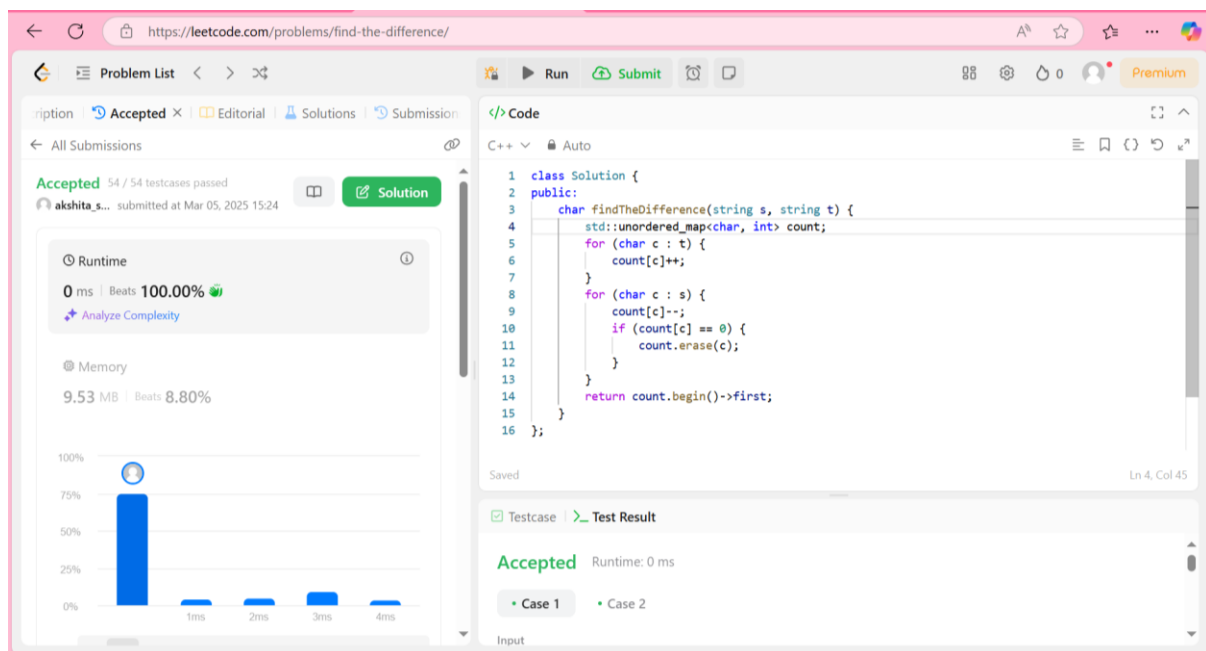 https://leetcode.com/problems/find-the-difference/
Problem List
Run
Submit
0
Premium
ription
Accepted
Editorial
Solutions
Submission
All Submissions
Accepted 54 / 54 testcases passed
akshita_s... submitted at Mar 05, 2025 15:24
Solution
Runtime
0 ms Beats 100.00%
Analyze Complexity
Memory
9.53 MB Beats 8.80%
100%
75%
50%
25%
0%
1ms 2ms 3ms 4ms
</> Code
C++ Auto
1 class Solution {
2 public:
3 char findTheDifference(string s, string t) {
4 std::unordered_map<char, int> count;
5 for (char c : t) {
6 count[c]++;
7 }
8 for (char c : s) {
9 count[c]--;
10 if (count[c] == 0) {
11 count.erase(c);
12 }
13 }
14 return count.begin()->first;
15 }
16 };
Saved Ln 4, Col 45
Testcase >_ Test Result
Accepted Runtime: 0 ms
• Case 1 • Case 2
Input